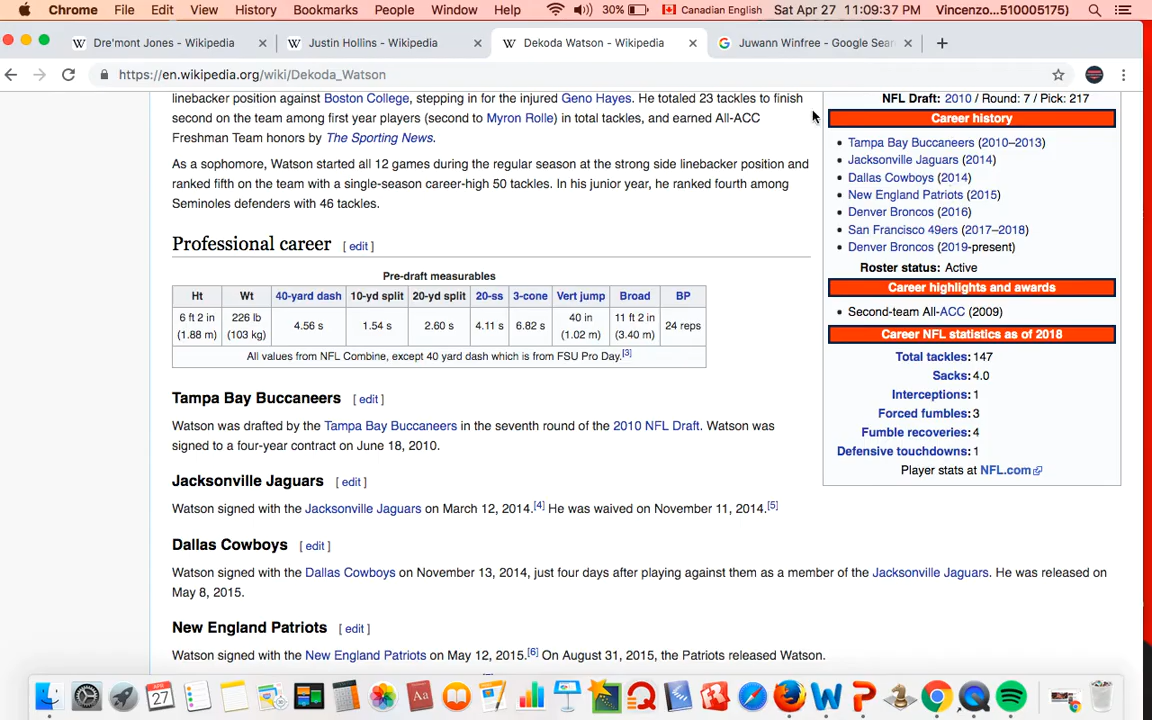 Chrome File Edit View History Bookmarks People Window Help 30% Canadian English Sat Apr 27 11:09:37 PM Vincenzo...510005175)
Dre'mont Jones - Wikipedia
Justin Hollins - Wikipedia
Dekoda Watson - Wikipedia
Juwann Winfree - Google Sear
https://en.wikipedia.org/wiki/Dekoda_Watson
linebacker position against Boston College, stepping in for the injured Geno Hayes. He totaled 23 tackles to finish
second on the team among first year players (second to Myron Rolle) in total tackles, and earned All-ACC
Freshman Team honors by The Sporting News.
As a sophomore, Watson started all 12 games during the regular season at the strong side linebacker position and
ranked fifth on the team with a single-season career-high 50 tackles. In his junior year, he ranked fourth among
Seminoles defenders with 46 tackles.
Professional career [ edit ]
Pre-draft measurables
Ht Wt 40-yard dash 10-yd split 20-yd split 20-ss 3-cone Vert jump Broad BP
6 ft 2 in 226 lb 4.56 s 1.54 s 2.60 s 4.11 s 6.82 s 40 in 11 ft 2 in 24 reps
(1.88 m) (103 kg) (1.02 m) (3.40 m)
All values from NFL Combine, except 40 yard dash which is from FSU Pro Day.[3]
Tampa Bay Buccaneers [ edit ]
Watson was drafted by the Tampa Bay Buccaneers in the seventh round of the 2010 NFL Draft. Watson was
signed to a four-year contract on June 18, 2010.
Jacksonville Jaguars [ edit ]
Watson signed with the Jacksonville Jaguars on March 12, 2014.[4] He was waived on November 11, 2014.[5]
Dallas Cowboys [ edit ]
Watson signed with the Dallas Cowboys on November 13, 2014, just four days after playing against them as a member of the Jacksonville Jaguars. He was released on
May 8, 2015.
New England Patriots [ edit ]
Watson signed with the New England Patriots on May 12, 2015.[6] On August 31, 2015, the Patriots released Watson.
NFL Draft: 2010 / Round: 7 / Pick: 217
Career history
• Tampa Bay Buccaneers (2010–2013)
• Jacksonville Jaguars (2014)
• Dallas Cowboys (2014)
• New England Patriots (2015)
• Denver Broncos (2016)
• San Francisco 49ers (2017–2018)
• Denver Broncos (2019-present)
Roster status: Active
Career highlights and awards
• Second-team All-ACC (2009)
Career NFL statistics as of 2018
Total tackles: 147
Sacks: 4.0
Interceptions: 1
Forced fumbles: 3
Fumble recoveries: 4
Defensive touchdowns: 1
Player stats at NFL.com
27